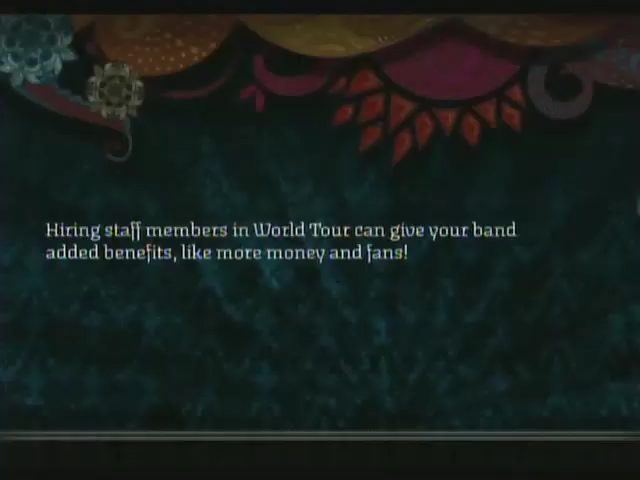 Hiring staff members in World Tour can give your band
added benefits, like more money and fans!